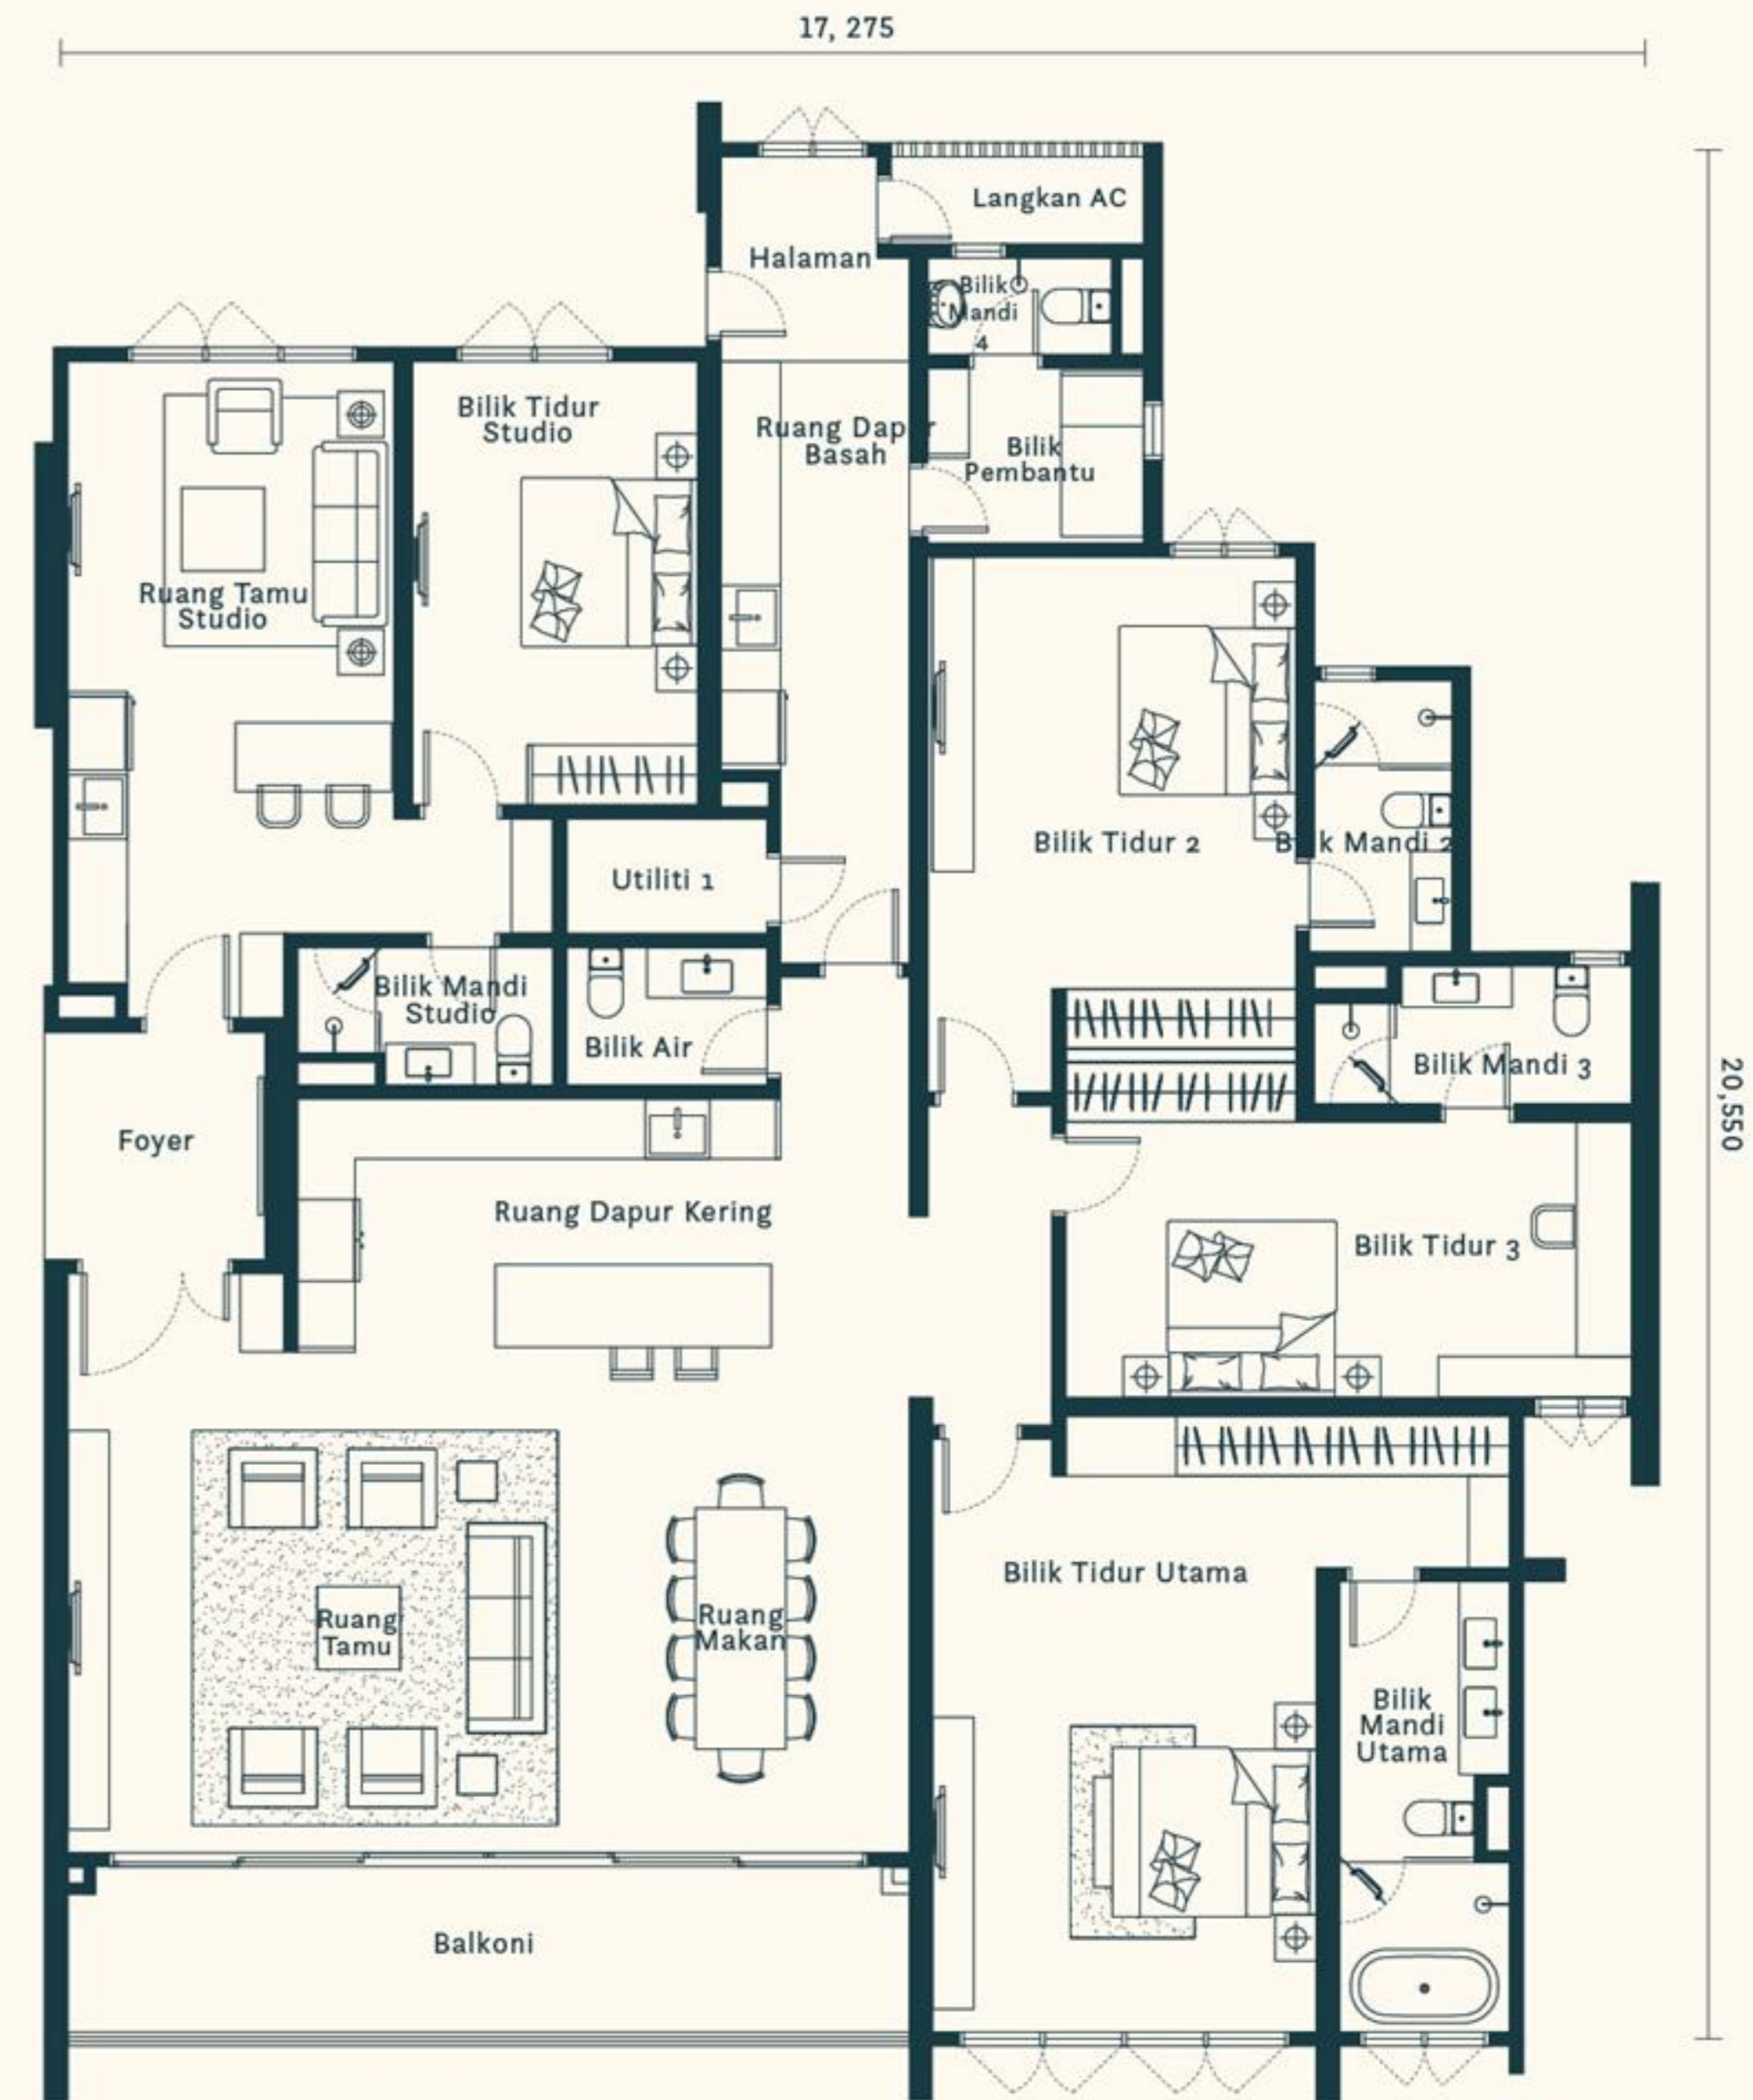 17, 275
Langkan AC
Halaman
Bilik
Mandi
4
Bilik Tidur
Studio
Ruang Dapur
Basah
Bilik
Pembantu
Ruang Tamu
Studio
Bilik Tidur 2
Bilik Mandi 2
Utiliti 1
Bilik Mandi
Studio
Bilik Air
Bilik Mandi 3
20,550
Foyer
Ruang Dapur Kering
Bilik Tidur 3
Bilik Tidur Utama
Ruang
Tamu
Ruang
Makan
Bilik
Mandi
Utama
Balkoni